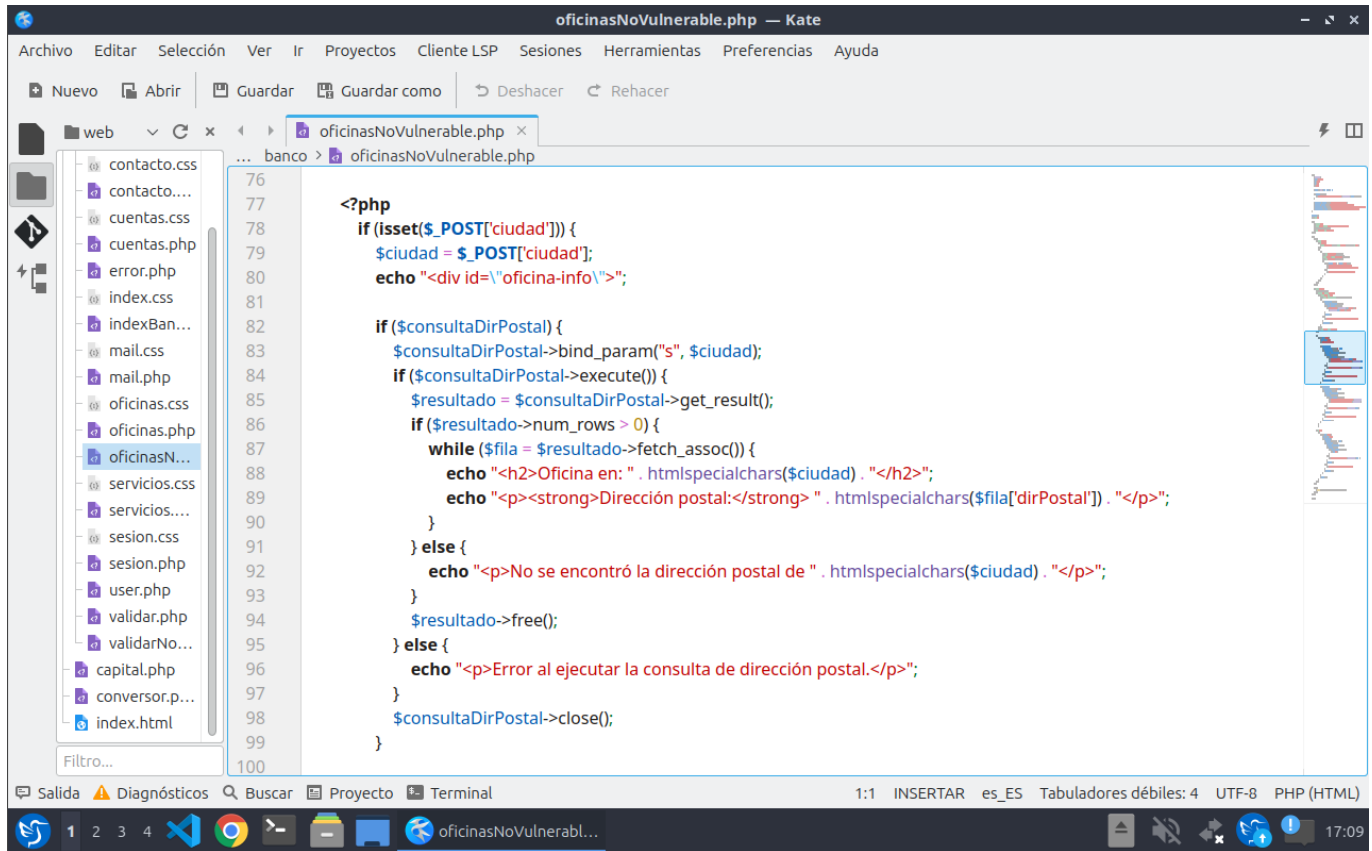 oficinasNoVulnerable.php — Kate
Archivo Editar Selección Ver Ir Proyectos Cliente LSP Sesiones Herramientas Preferencias Ayuda
Nuevo Abrir Guardar Guardar como Deshacer Rehacer
web
contacto.css
contacto....
cuentas.css
cuentas.php
error.php
index.css
indexBan...
mail.css
mail.php
oficinas.css
oficinas.php
oficinasN...
servicios.css
servicios....
sesion.css
sesion.php
user.php
validar.php
validarNo...
capital.php
conversor.p...
index.html
Filtro...
oficinasNoVulnerable.php
... banco > oficinasNoVulnerable.php
76
77 <?php
78 if (isset($_POST['ciudad'])) {
79 $ciudad = $_POST['ciudad'];
80 echo "<div id=\"oficina-info\">";
81
82 if ($consultaDirPostal) {
83 $consultaDirPostal->bind_param("s", $ciudad);
84 if ($consultaDirPostal->execute()) {
85 $resultado = $consultaDirPostal->get_result();
86 if ($resultado->num_rows > 0) {
87 while ($fila = $resultado->fetch_assoc()) {
88 echo "<h2>Oficina en: " . htmlspecialchars($ciudad) . "</h2>";
89 echo "<p><strong>Dirección postal:</strong> " . htmlspecialchars($fila['dirPostal']) . "</p>";
90 }
91 } else {
92 echo "<p>No se encontró la dirección postal de " . htmlspecialchars($ciudad) . "</p>";
93 }
94 $resultado->free();
95 } else {
96 echo "<p>Error al ejecutar la consulta de dirección postal.</p>";
97 }
98 $consultaDirPostal->close();
99 }
100
Salida Diagnósticos Buscar Proyecto Terminal 1:1 INSERTAR es_ES Tabuladores débiles: 4 UTF-8 PHP (HTML)
1 2 3 4 oficinasNoVulnerabl... 17:09